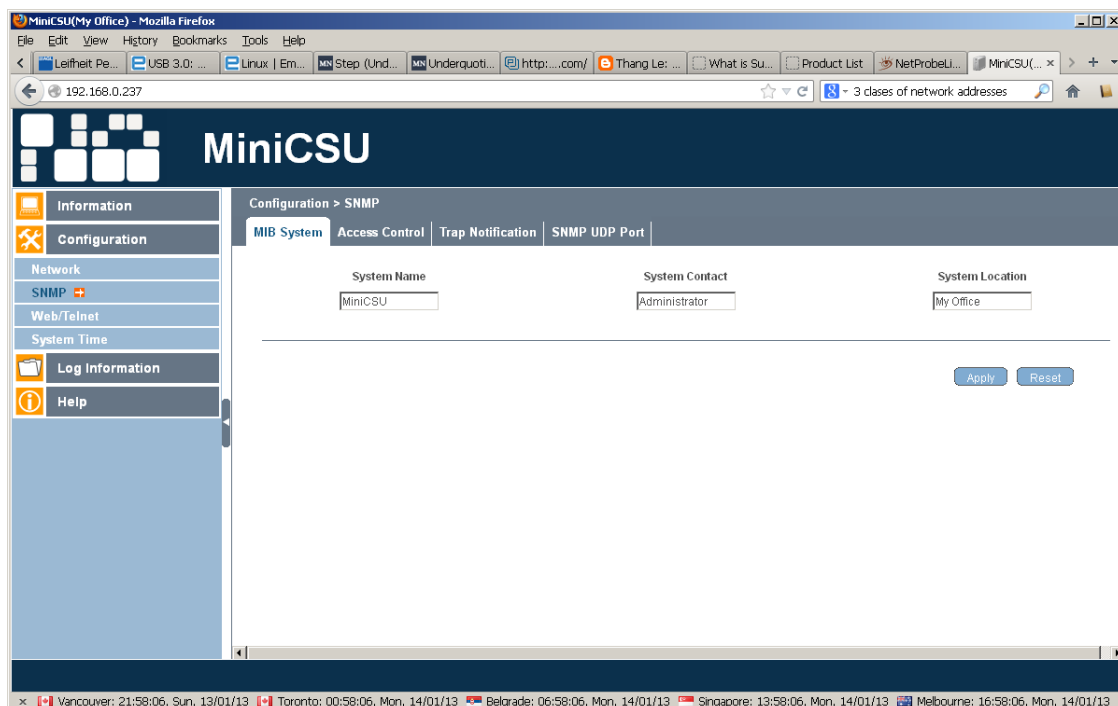 MiniCSU(My Office) - Mozilla Firefox
File Edit View History Bookmarks Tools Help
Leifheit Pe... USB 3.0: ... Linux | Em... Step (Und... Underquoti... http:....com/ Thang Le: ... What is Su... Product List NetProbeLi... MiniCSU(... ×
192.168.0.237 3 clases of network addresses
MiniCSU
Information
Configuration
Network
SNMP
Web/Telnet
System Time
Log Information
Help
Configuration > SNMP
MIB System Access Control Trap Notification SNMP UDP Port
System Name System Contact System Location
MiniCSU Administrator My Office
Apply Reset
× Vancouver: 21:58:06, Sun, 13/01/13 Toronto: 00:58:06, Mon, 14/01/13 Belgrade: 06:58:06, Mon, 14/01/13 Singapore: 13:58:06, Mon, 14/01/13 Melbourne: 16:58:06, Mon, 14/01/13